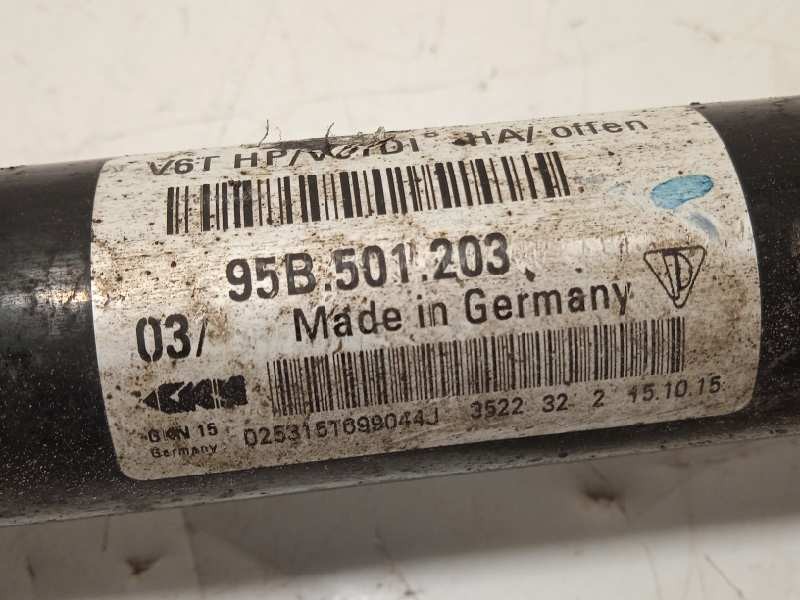 V6T HP/V6TDI HA/ offen
95B.501.203
03/ Made in Germany
GKN
GKN 15
Germany
3522 32 2 15.10.15